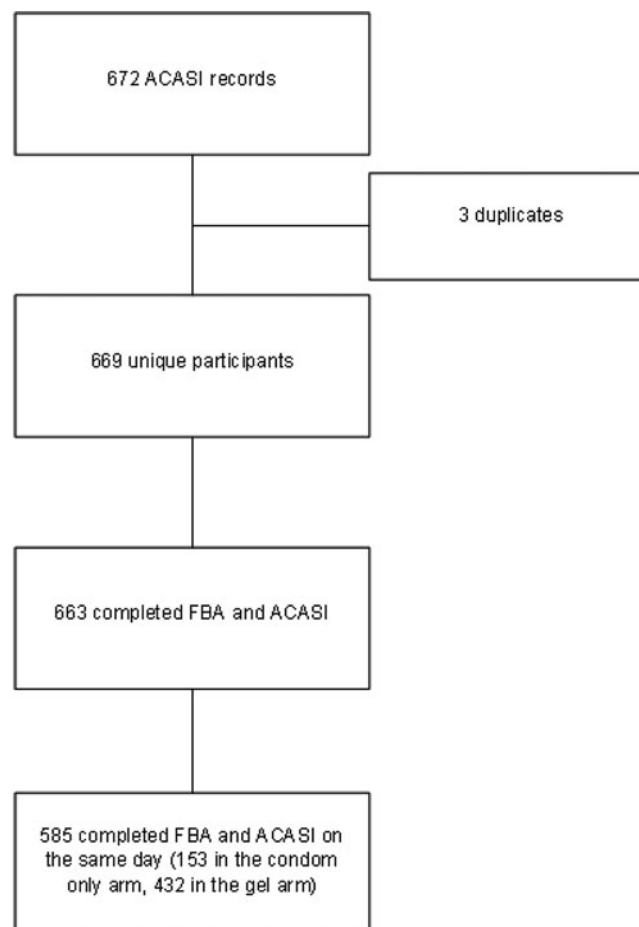 672 ACASI records
3 duplicates
669 unique participants
663 completed FBA and ACASI
585 completed FBA and ACASI on
the same day (153 in the condom
only arm, 432 in the gel arm)